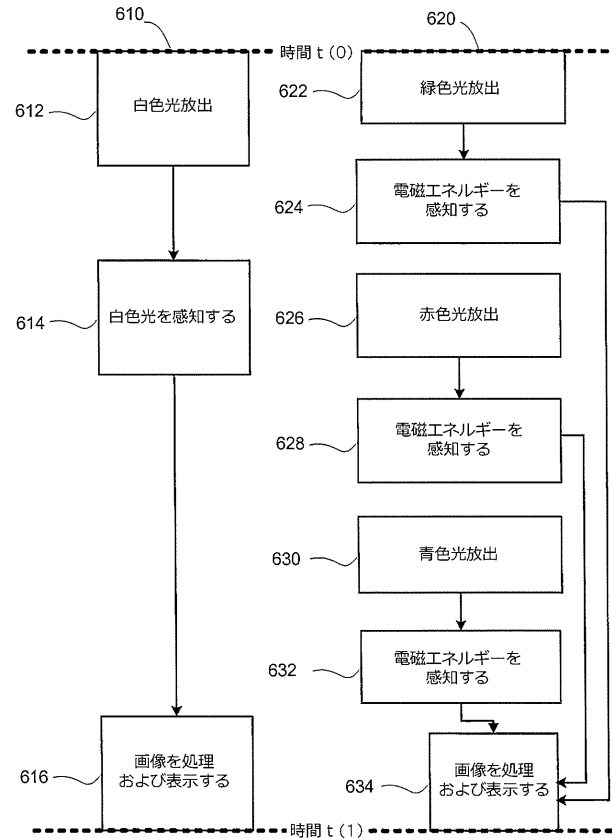 610
620
時間 t (0)
612
白色光放出
622
緑色光放出
624
電磁エネルギーを
感知する
614
白色光を感知する
626
赤色光放出
628
電磁エネルギーを
感知する
630
青色光放出
632
電磁エネルギーを
感知する
616
画像を処理
および表示する
634
画像を処理
および表示する
時間 t (1)